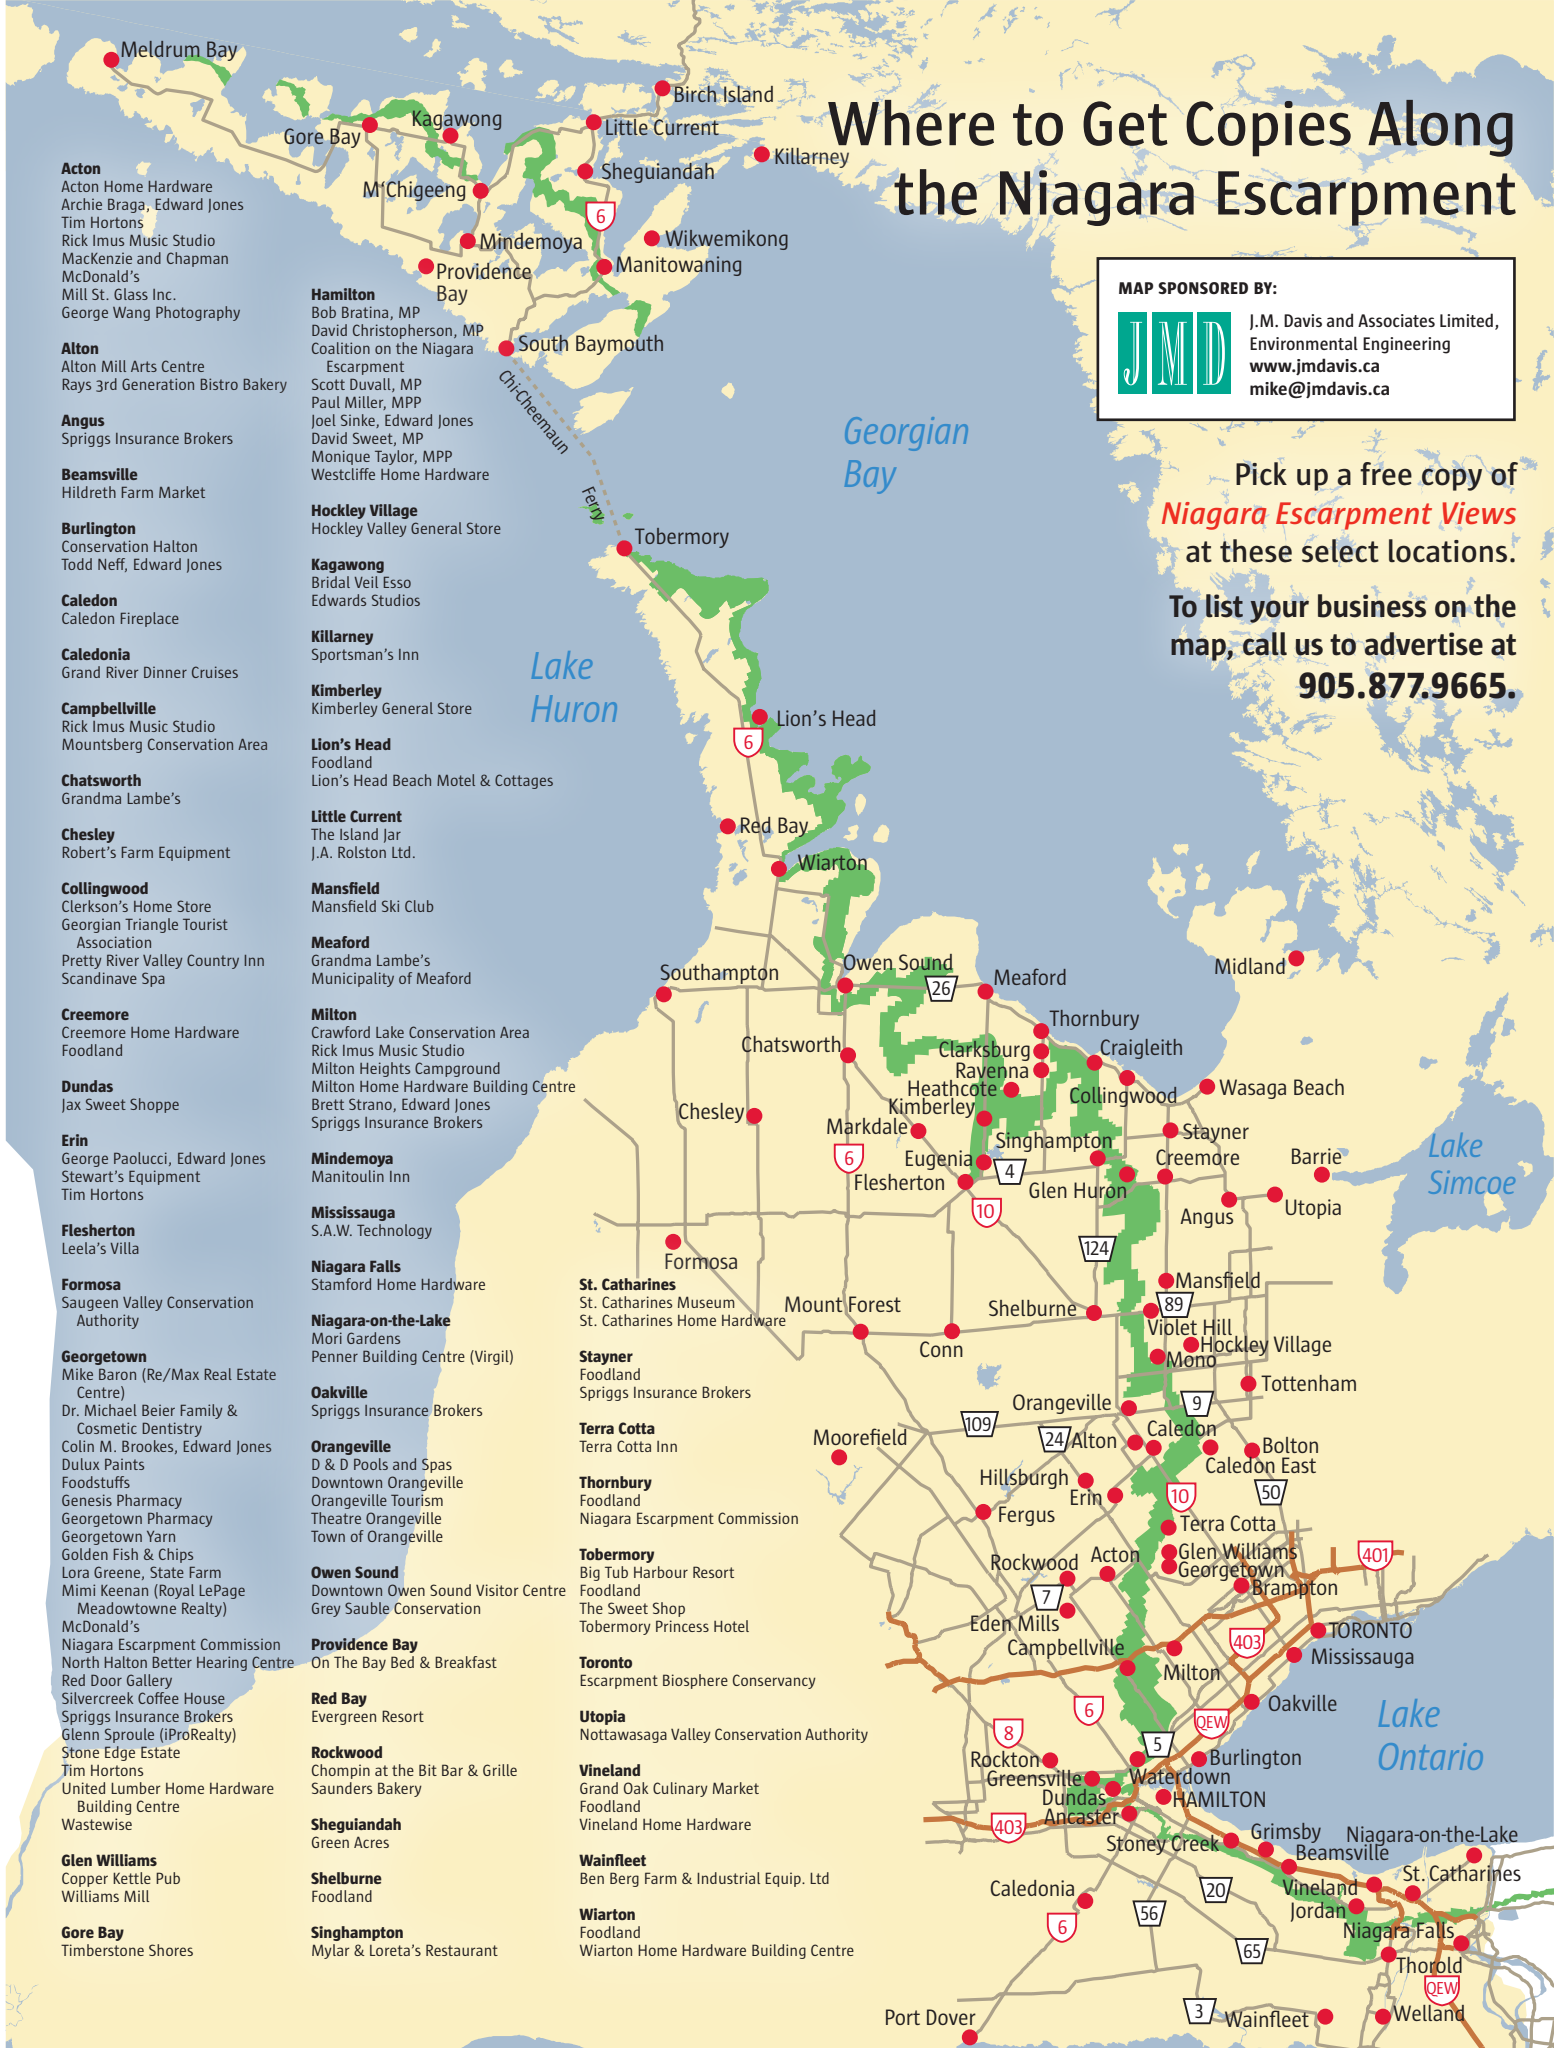 Where to Get Copies Along
the Niagara Escarpment
MAP SPONSORED BY:
JMD
J.M. Davis and Associates Limited,
Environmental Engineering
www.jmdavis.ca
mike@jmdavis.ca
Pick up a free copy of
Niagara Escarpment Views
at these select locations.
To list your business on the
map, call us to advertise at
905.877.9665.
Acton
Acton Home Hardware
Archie Braga, Edward Jones
Tim Hortons
Rick Imus Music Studio
MacKenzie and Chapman
McDonald's
Mill St. Glass Inc.
George Wang Photography
Alton
Alton Mill Arts Centre
Rays 3rd Generation Bistro Bakery
Angus
Spriggs Insurance Brokers
Beamsville
Hildreth Farm Market
Burlington
Conservation Halton
Todd Neff, Edward Jones
Caledon
Caledon Fireplace
Caledonia
Grand River Dinner Cruises
Campbellville
Rick Imus Music Studio
Mountsberg Conservation Area
Chatsworth
Grandma Lambe's
Chesley
Robert's Farm Equipment
Collingwood
Clerkson's Home Store
Georgian Triangle Tourist
Association
Pretty River Valley Country Inn
Scandinave Spa
Creemore
Creemore Home Hardware
Foodland
Dundas
Jax Sweet Shoppe
Erin
George Paolucci, Edward Jones
Stewart's Equipment
Tim Hortons
Flesherton
Leela's Villa
Formosa
Saugeen Valley Conservation
Authority
Georgetown
Mike Baron (Re/Max Real Estate
Centre)
Dr. Michael Beier Family &
Cosmetic Dentistry
Colin M. Brookes, Edward Jones
Dulux Paints
Foodstuffs
Genesis Pharmacy
Georgetown Pharmacy
Georgetown Yarn
Golden Fish & Chips
Lora Greene, State Farm
Mimi Keenan (Royal LePage
Meadowtowne Realty)
McDonald's
Niagara Escarpment Commission
North Halton Better Hearing Centre
Red Door Gallery
Silvercreek Coffee House
Spriggs Insurance Brokers
Glenn Sproule (iProRealty)
Stone Edge Estate
Tim Hortons
United Lumber Home Hardware
Building Centre
Wastewise
Glen Williams
Copper Kettle Pub
Williams Mill
Gore Bay
Timberstone Shores
Hamilton
Bob Bratina, MP
David Christopherson, MP
Coalition on the Niagara
Escarpment
Scott Duvall, MP
Paul Miller, MPP
Joel Sinke, Edward Jones
David Sweet, MP
Monique Taylor, MPP
Westcliffe Home Hardware
Hockley Village
Hockley Valley General Store
Kagawong
Bridal Veil Esso
Edwards Studios
Killarney
Sportsman's Inn
Kimberley
Kimberley General Store
Lion's Head
Foodland
Lion's Head Beach Motel & Cottages
Little Current
The Island Jar
J.A. Rolston Ltd.
Mansfield
Mansfield Ski Club
Meaford
Grandma Lambe's
Municipality of Meaford
Milton
Crawford Lake Conservation Area
Rick Imus Music Studio
Milton Heights Campground
Milton Home Hardware Building Centre
Brett Strano, Edward Jones
Spriggs Insurance Brokers
Mindemoya
Manitoulin Inn
Mississauga
S.A.W. Technology
Niagara Falls
Stamford Home Hardware
Niagara-on-the-Lake
Mori Gardens
Penner Building Centre (Virgil)
Oakville
Spriggs Insurance Brokers
Orangeville
D & D Pools and Spas
Downtown Orangeville
Orangeville Tourism
Theatre Orangeville
Town of Orangeville
Owen Sound
Downtown Owen Sound Visitor Centre
Grey Sauble Conservation
Providence Bay
On The Bay Bed & Breakfast
Red Bay
Evergreen Resort
Rockwood
Chompin at the Bit Bar & Grille
Saunders Bakery
Sheguiandah
Green Acres
Shelburne
Foodland
Singhampton
Mylar & Loreta's Restaurant
St. Catharines
St. Catharines Museum
St. Catharines Home Hardware
Stayner
Foodland
Spriggs Insurance Brokers
Terra Cotta
Terra Cotta Inn
Thornbury
Foodland
Niagara Escarpment Commission
Tobermory
Big Tub Harbour Resort
Foodland
The Sweet Shop
Tobermory Princess Hotel
Toronto
Escarpment Biosphere Conservancy
Utopia
Nottawasaga Valley Conservation Authority
Vineland
Grand Oak Culinary Market
Foodland
Vineland Home Hardware
Wainfleet
Ben Berg Farm & Industrial Equip. Ltd
Wiarton
Foodland
Wiarton Home Hardware Building Centre
Meldrum Bay
Birch Island
Kagawong
Gore Bay
Little Current
Killarney
Sheguiandah
M'Chigeeng
6
Mindemoya
Wikwemikong
Manitowaning
Providence
Bay
South Baymouth
Chi-Cheemaun
Ferry
Georgian
Bay
Tobermory
Lake
Huron
Lion's Head
6
Red Bay
Wiarton
Southampton
Owen Sound
26
Meaford
Midland
Thornbury
Chatsworth
Clarksburg
Craigleith
Ravenna
Heathcote
Collingwood
Wasaga Beach
Chesley
Kimberley
Markdale
Singhampton
Stayner
6
Eugenia
4
Creemore
Barrie
Lake
Simcoe
Flesherton
Glen Huron
10
Angus
Utopia
124
Formosa
Mansfield
Mount Forest
Shelburne
89
Violet Hill
Conn
Hockley Village
Mono
Tottenham
Orangeville
9
109
24
Alton
Caledon
Moorefield
Bolton
Caledon East
Hillsburgh
Erin
10
50
Fergus
Terra Cotta
Rockwood
Acton
Glen Williams
Georgetown
401
7
Brampton
Eden Mills
TORONTO
Campbellville
403
Mississauga
Milton
6
Oakville
Lake
Ontario
8
QEW
5
Rockton
Burlington
Greensville
Waterdown
Dundas
HAMILTON
Ancaster
403
Stoney Creek
Grimsby
Niagara-on-the-Lake
Beamsville
St. Catharines
Caledonia
20
Vineland
Jordan
56
6
Niagara Falls
65
Thorold
QEW
3
Port Dover
Wainfleet
Welland